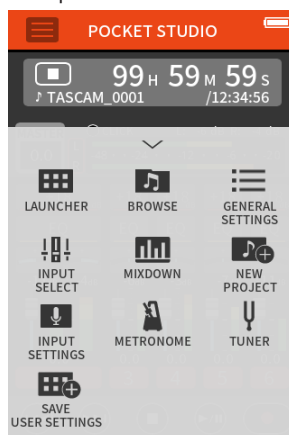 POCKET STUDIO
99 H 59 M 59 S
♪ TASCAM_0001 /12:34:56
LAUNCHER BROWSE GENERAL
SETTINGS
INPUT
SELECT MIXDOWN NEW
PROJECT
INPUT
SETTINGS METRONOME TUNER
SAVE
USER SETTINGS